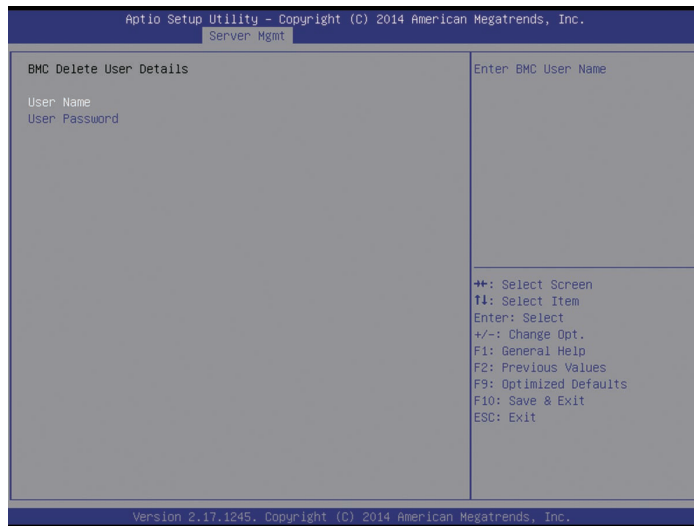 Aptio Setup Utility – Copyright (C) 2014 American Megatrends, Inc.
Server Mgmt
BMC Delete User Details
User Name
User Password
Enter BMC User Name
→←: Select Screen
↑↓: Select Item
Enter: Select
+/-: Change Opt.
F1: General Help
F2: Previous Values
F9: Optimized Defaults
F10: Save & Exit
ESC: Exit
Version 2.17.1245. Copyright (C) 2014 American Megatrends, Inc.